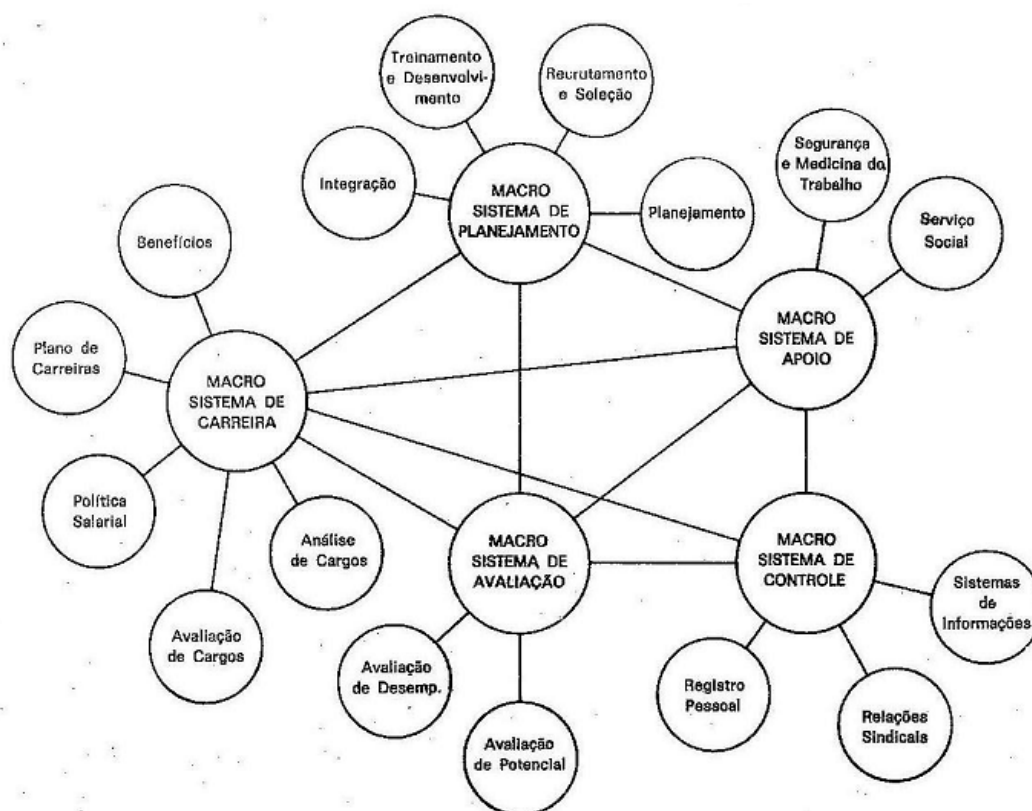 Treinamento
e Desenvolvi-
mento
Recrutamento
e Seleção
Integração
MACRO
SISTEMA DE
PLANEJAMENTO
Planejamento
Segurança
e Medicina do
Trabalho
Serviço
Social
Benefícios
MACRO
SISTEMA DE
APOIO
Plano de
Carreiras
MACRO
SISTEMA DE
CARREIRA
Política
Salarial
Análise
de Cargos
Avaliação
de Cargos
MACRO
SISTEMA DE
AVALIAÇÃO
MACRO
SISTEMA DE
CONTROLE
Sistemas
de
Informações
Avaliação
de Desemp.
Avaliação
de Potencial
Registro
Pessoal
Relações
Sindicais